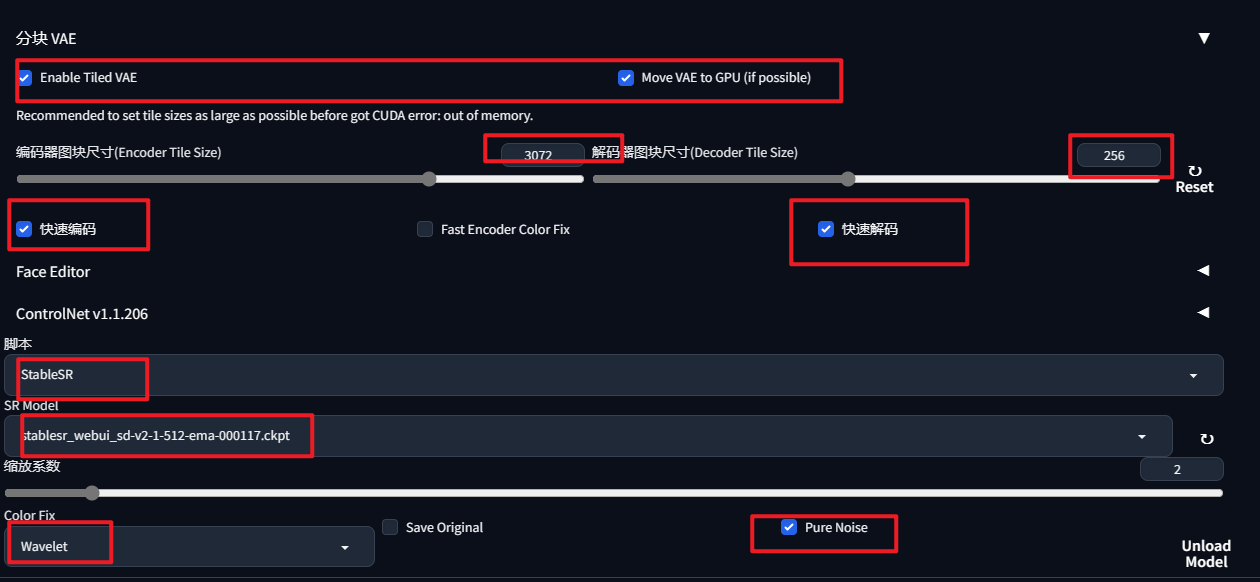 分块 VAE
Enable Tiled VAE
Move VAE to GPU (if possible)
Recommended to set tile sizes as large as possible before got CUDA error: out of memory.
编码器图块尺寸(Encoder Tile Size)
3072
解码器图块尺寸(Decoder Tile Size)
256
Reset
快速编码
Fast Encoder Color Fix
快速解码
Face Editor
ControlNet v1.1.206
脚本
StableSR
SR Model
stablesr_webui_sd-v2-1-512-ema-000117.ckpt
缩放系数
2
Color Fix
Wavelet
Save Original
Pure Noise
Unload
Model